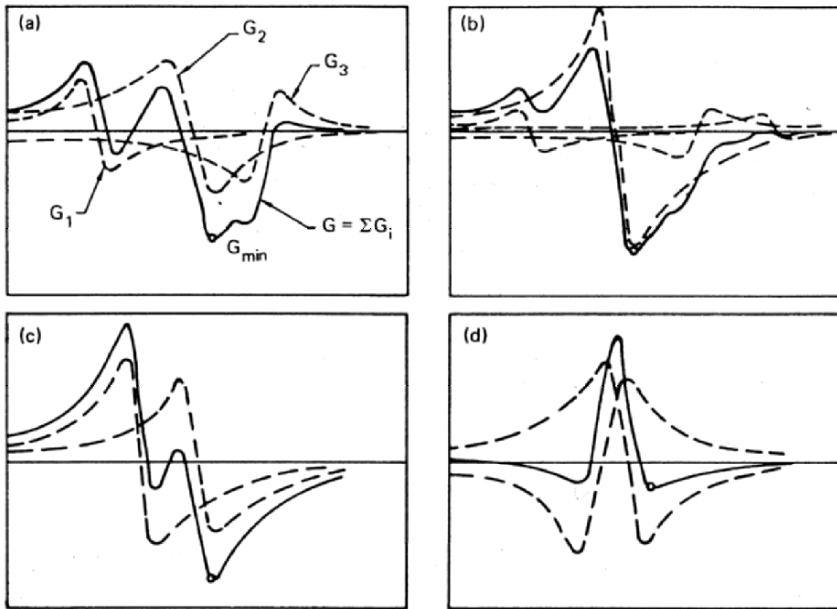 (a)
G₂
G₃
G₁
G = ΣGᵢ
Gmin
(b)
(c)
(d)